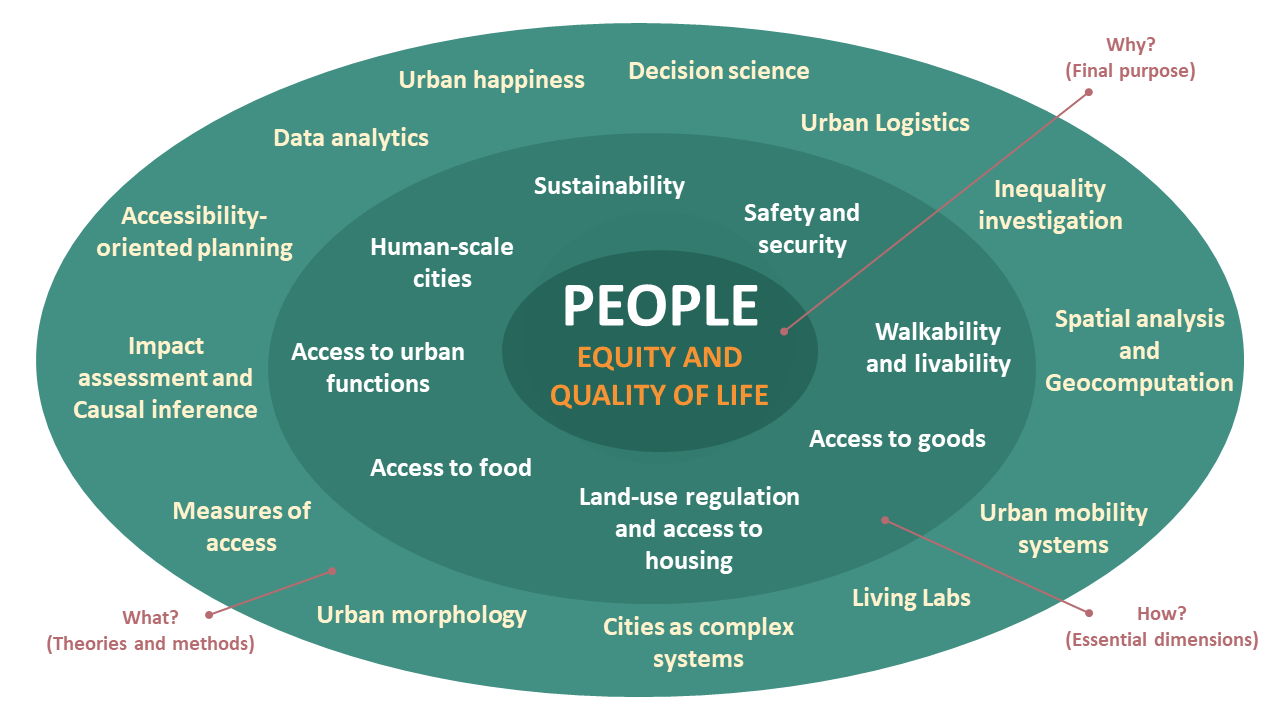 Why?
(Final purpose)
Urban happiness
Decision science
Data analytics
Urban Logistics
Accessibility-
oriented planning
Inequality
investigation
Impact
assessment and
Causal inference
Spatial analysis
and
Geocomputation
Measures of
access
Urban mobility
systems
Urban morphology
Living Labs
Cities as complex
systems
Sustainability
Safety and
security
Human-scale
cities
Access to urban
functions
Walkability
and livability
Access to food
Access to goods
Land-use regulation
and access to
housing
PEOPLE
EQUITY AND
QUALITY OF LIFE
What?
(Theories and methods)
How?
(Essential dimensions)